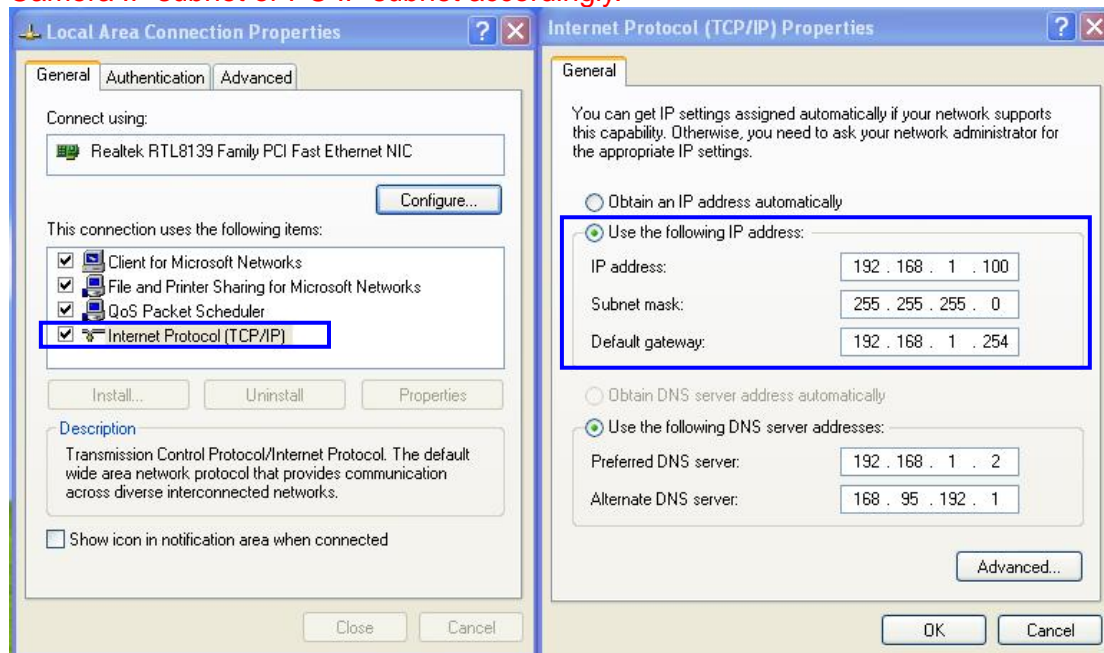 Camera IP subnet or PC IP subnet accordingly.
Local Area Connection Properties
General Authentication Advanced
Connect using:
Realtek RTL8139 Family PCI Fast Ethernet NIC
Configure...
This connection uses the following items:
Client for Microsoft Networks
File and Printer Sharing for Microsoft Networks
QoS Packet Scheduler
Internet Protocol (TCP/IP)
Install... Uninstall Properties
Description
Transmission Control Protocol/Internet Protocol. The default
wide area network protocol that provides communication
across diverse interconnected networks.
Show icon in notification area when connected
Close Cancel
Internet Protocol (TCP/IP) Properties
General
You can get IP settings assigned automatically if your network supports
this capability. Otherwise, you need to ask your network administrator for
the appropriate IP settings.
Obtain an IP address automatically
Use the following IP address:
IP address: 192 . 168 . 1 . 100
Subnet mask: 255 . 255 . 255 . 0
Default gateway: 192 . 168 . 1 . 254
Obtain DNS server address automatically
Use the following DNS server addresses:
Preferred DNS server: 192 . 168 . 1 . 2
Alternate DNS server: 168 . 95 . 192 . 1
Advanced...
OK Cancel